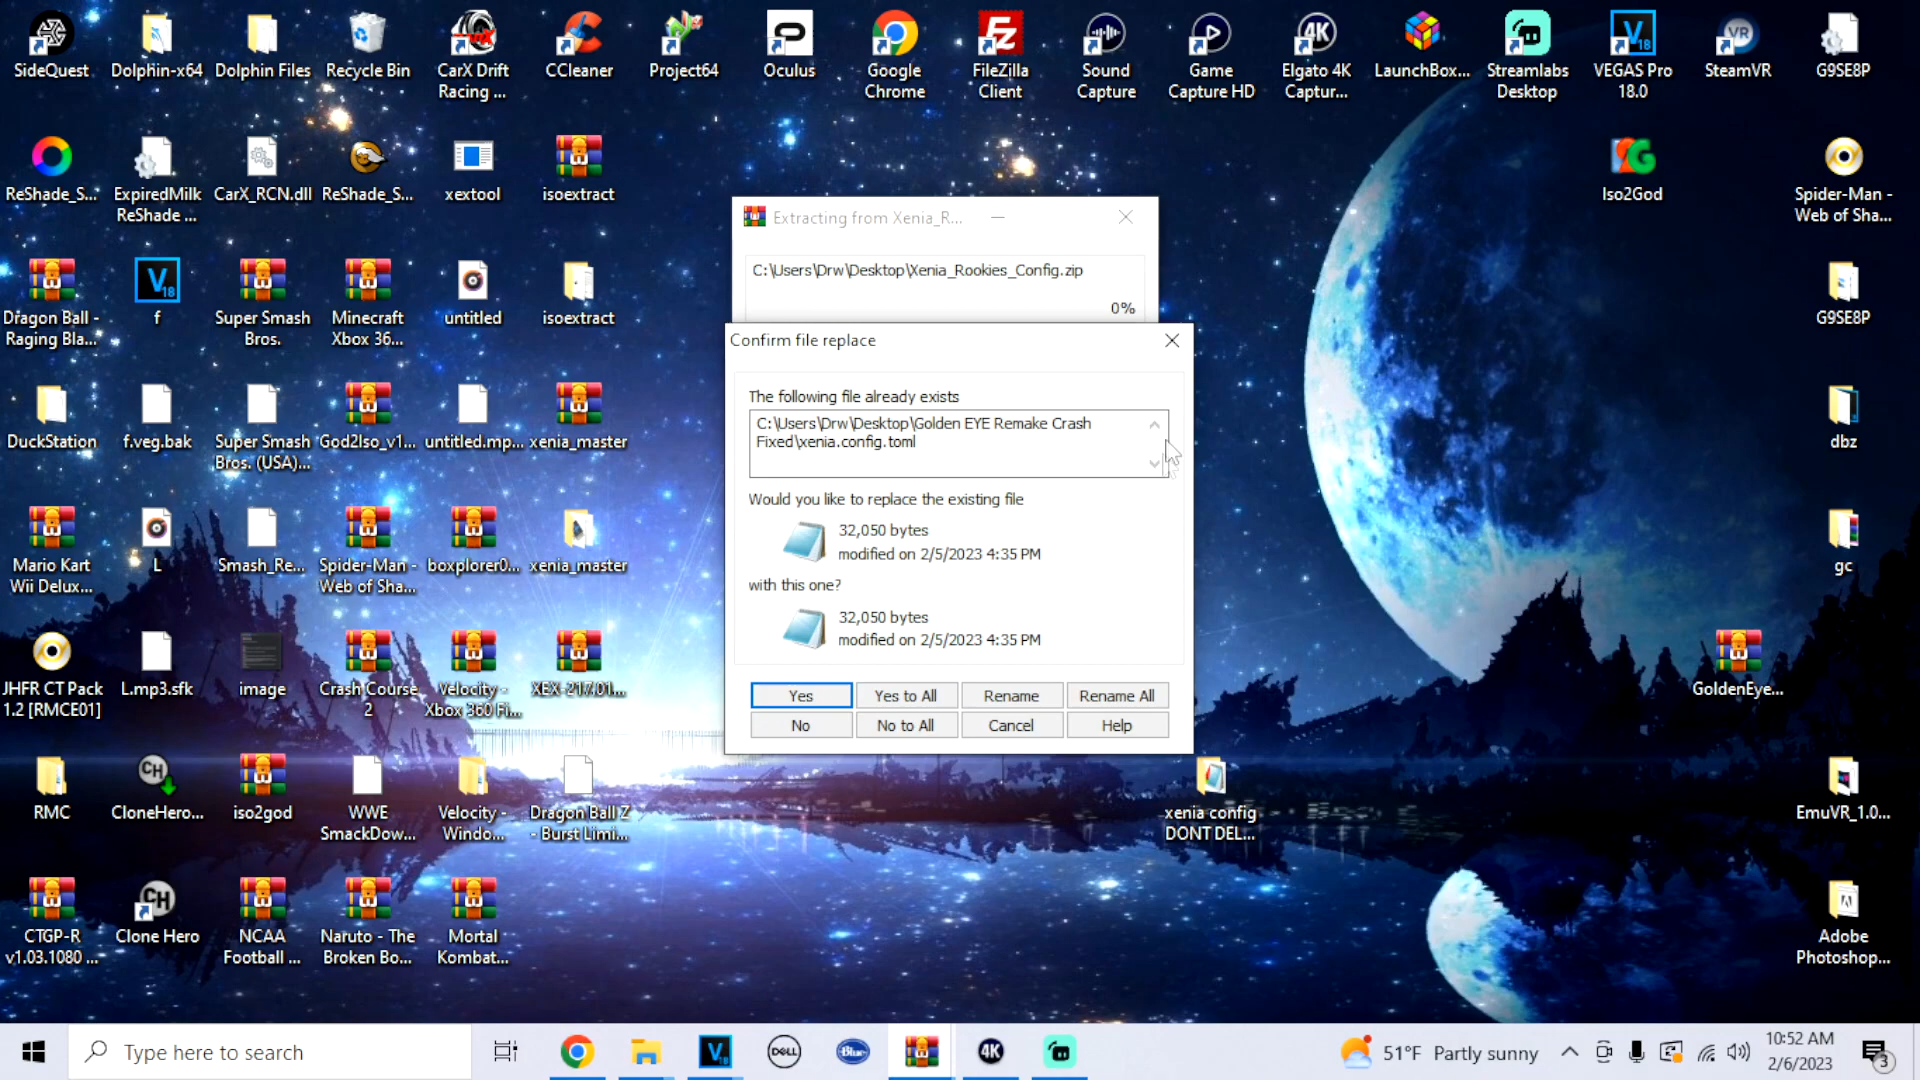 SideQuest
Dolphin-x64
Dolphin Files
Recycle Bin
CarX Drift
Racing ...
CCleaner
Project64
Oculus
Google
Chrome
FileZilla
Client
Sound
Capture
Game
Capture HD
Elgato 4K
Captur...
LaunchBox...
Streamlabs
Desktop
VEGAS Pro
18.0
SteamVR
G9SE8P
ReShade_S...
ExpiredMilk
ReShade ...
CarX_RCN.dll
ReShade_S...
xextool
isoextract
Iso2God
Spider-Man -
Web of Sha...
Dragon Ball -
Raging Bla...
f
Super Smash
Bros.
Minecraft
Xbox 36...
untitled
isoextract
G9SE8P
DuckStation
f.veg.bak
Super Smash
Bros. (USA)...
God2Iso_v1...
untitled.mp...
xenia_master
dbz
Mario Kart
Wii Delux...
L
Smash_Re...
Spider-Man -
Web of Sha...
boxplorer0...
xenia_master
gc
JHFR CT Pack
1.2 [RMCE01]
L.mp3.sfk
image
Crash Course
2
Velocity -
Xbox 360 Fi...
XEX-217.01...
GoldenEye...
RMC
CloneHero...
iso2god
WWE
SmackDow...
Velocity -
Windo...
Dragon Ball Z
- Burst Limi...
xenia config
DONT DEL...
EmuVR_1.0...
CTGP-R
v1.03.1080 ...
Clone Hero
NCAA
Football ...
Naruto - The
Broken Bo...
Mortal
Kombat...
Adobe
Photoshop...
Extracting from Xenia_R...
C:\Users\Drw\Desktop\Xenia_Rookies_Config.zip
0%
Confirm file replace
The following file already exists
C:\Users\Drw\Desktop\Golden EYE Remake Crash
Fixed\xenia.config.toml
Would you like to replace the existing file
32,050 bytes
modified on 2/5/2023 4:35 PM
with this one?
32,050 bytes
modified on 2/5/2023 4:35 PM
Yes
Yes to All
Rename
Rename All
No
No to All
Cancel
Help
Type here to search
V
18
DELL
Blue
4K
51°F Partly sunny
10:52 AM
2/6/2023
3